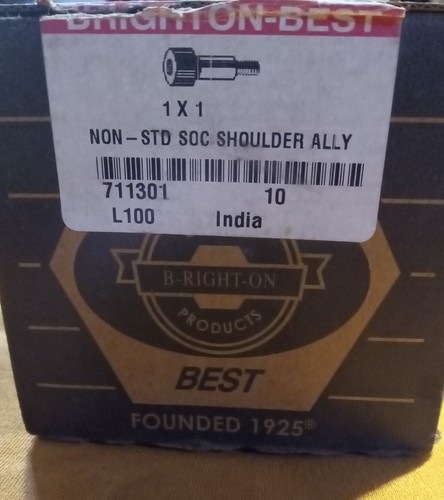 BRIGHTON-BEST
1 X 1
NON-STD SOC SHOULDER ALLY
711301 10
L100 India
B-RIGHT-ON
PRODUCTS
BEST
FOUNDED 1925®